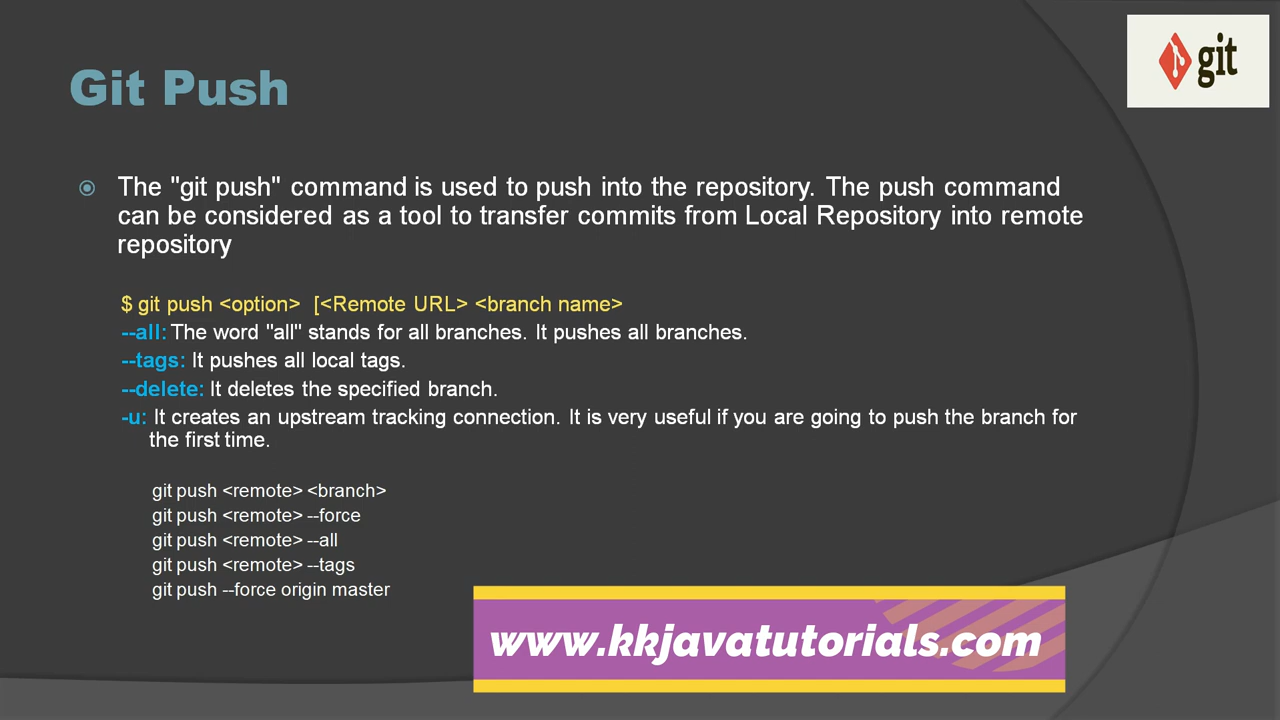 git
Git Push
The "git push" command is used to push into the repository. The push command
can be considered as a tool to transfer commits from Local Repository into remote
repository
$ git push <option> [<Remote URL> <branch name>
--all: The word "all" stands for all branches. It pushes all branches.
--tags: It pushes all local tags.
--delete: It deletes the specified branch.
-u: It creates an upstream tracking connection. It is very useful if you are going to push the branch for
the first time.
git push <remote> <branch>
git push <remote> --force
git push <remote> --all
git push <remote> --tags
git push --force origin master
www.kkjavatutorials.com